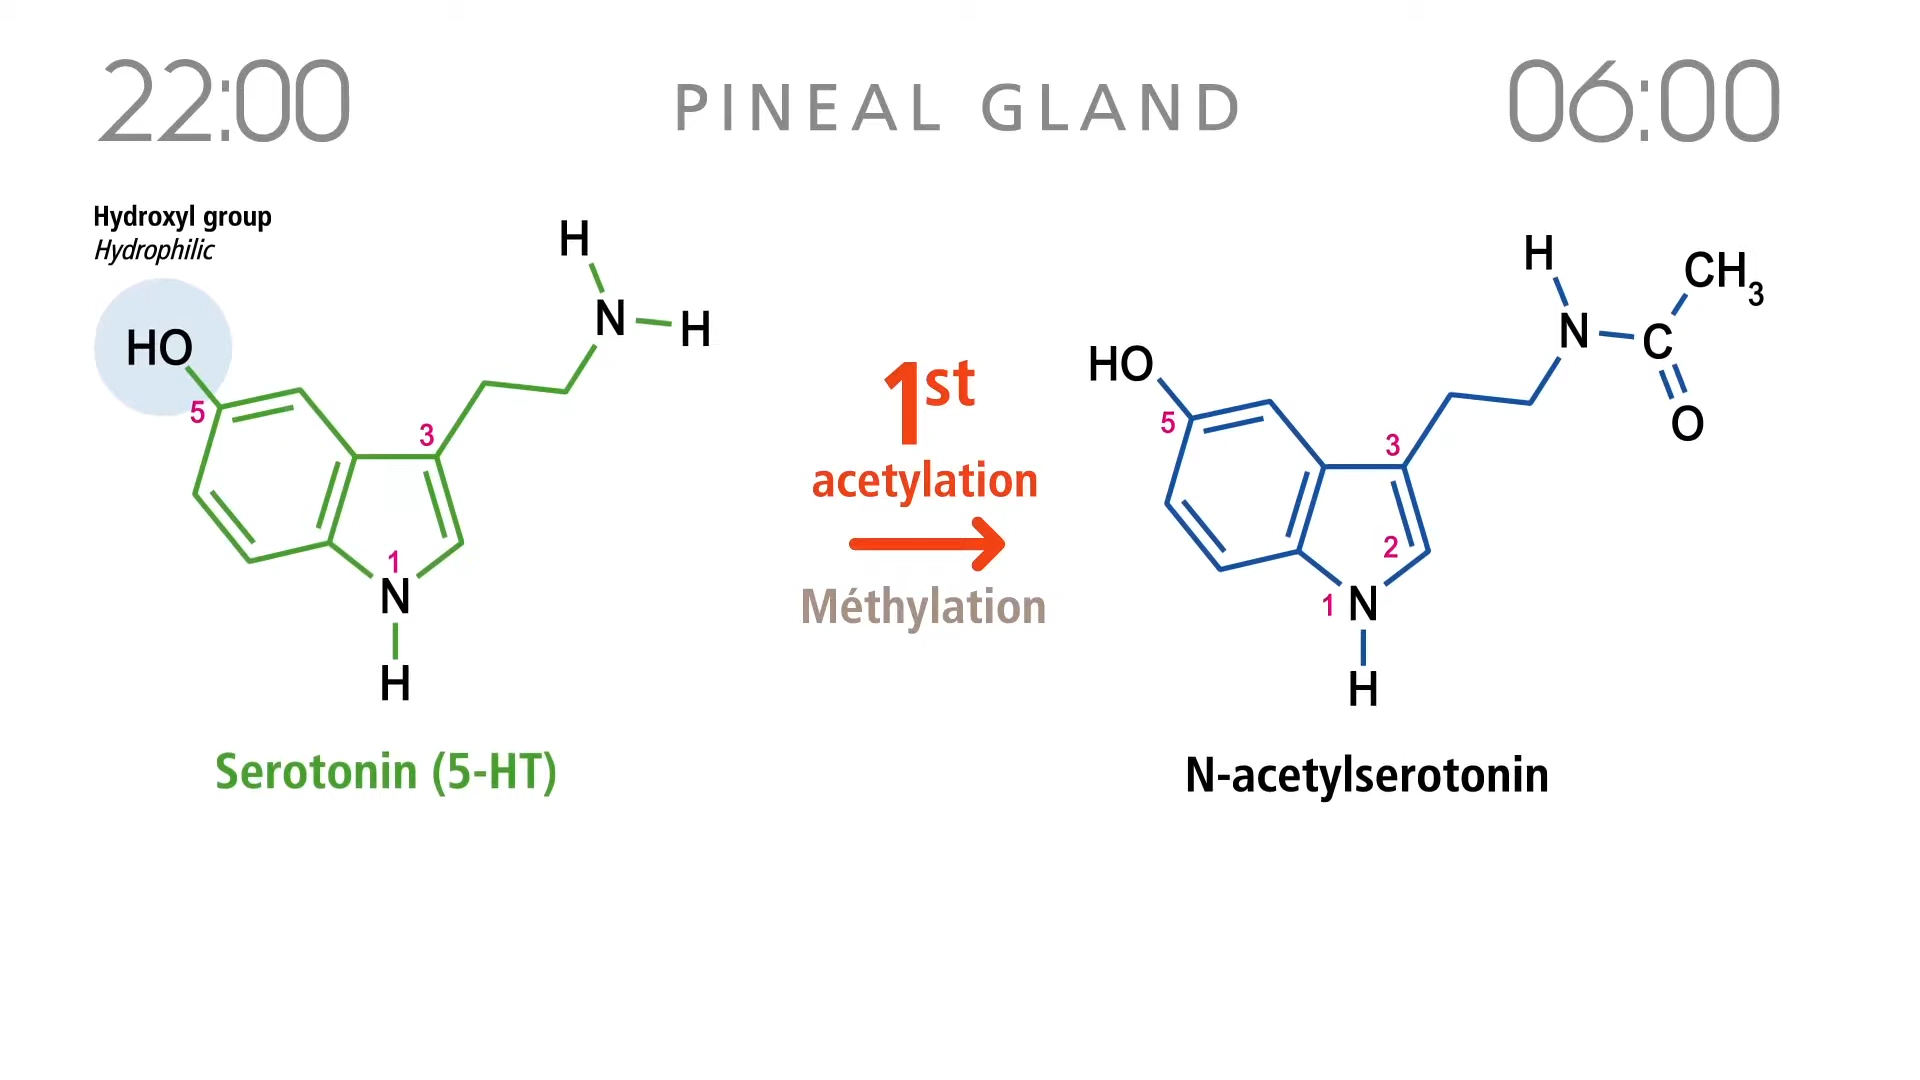 22:00
PINEAL GLAND
06:00
Hydroxyl group
Hydrophilic
HO
5
3
1
N
H
H
N
H
Serotonin (5-HT)
1st
acetylation
Méthylation
HO
5
3
2
1
N
H
H
N
C
CH3
O
N-acetylserotonin